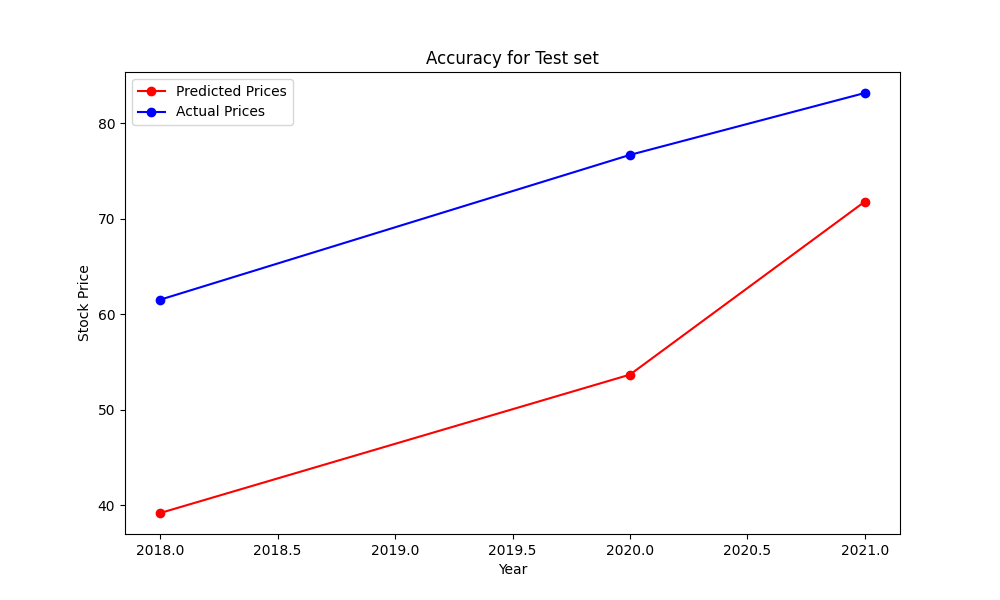 Accuracy for Test set
Predicted Prices
Actual Prices
80
70
60
50
40
Stock Price
2018.0 2018.5 2019.0 2019.5 2020.0 2020.5 2021.0
Year